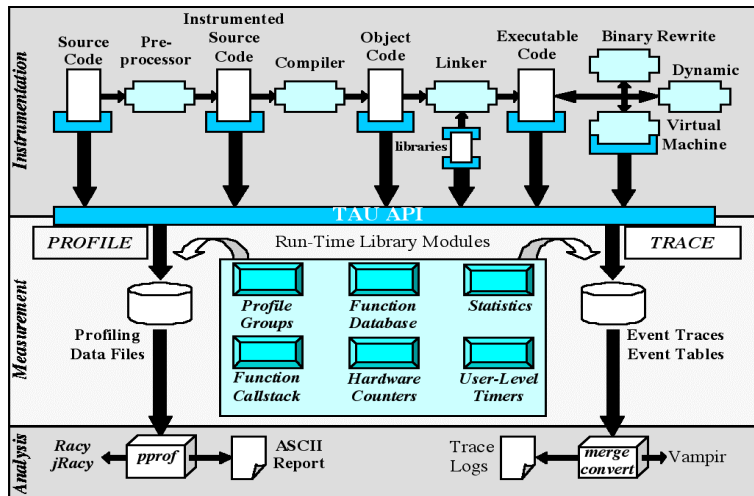 Instrumentation
Source
Code
Pre-
processor
Instrumented
Source
Code
Compiler
Object
Code
Linker
libraries
Executable
Code
Binary Rewrite
Dynamic
Virtual
Machine
TAU API
Measurement
PROFILE
Run-Time Library Modules
TRACE
Profiling
Data Files
Profile
Groups
Function
Database
Statistics
Function
Callstack
Hardware
Counters
User-Level
Timers
Event Traces
Event Tables
Analysis
Racy
jRacy
pprof
ASCII
Report
Trace
Logs
merge
convert
Vampir